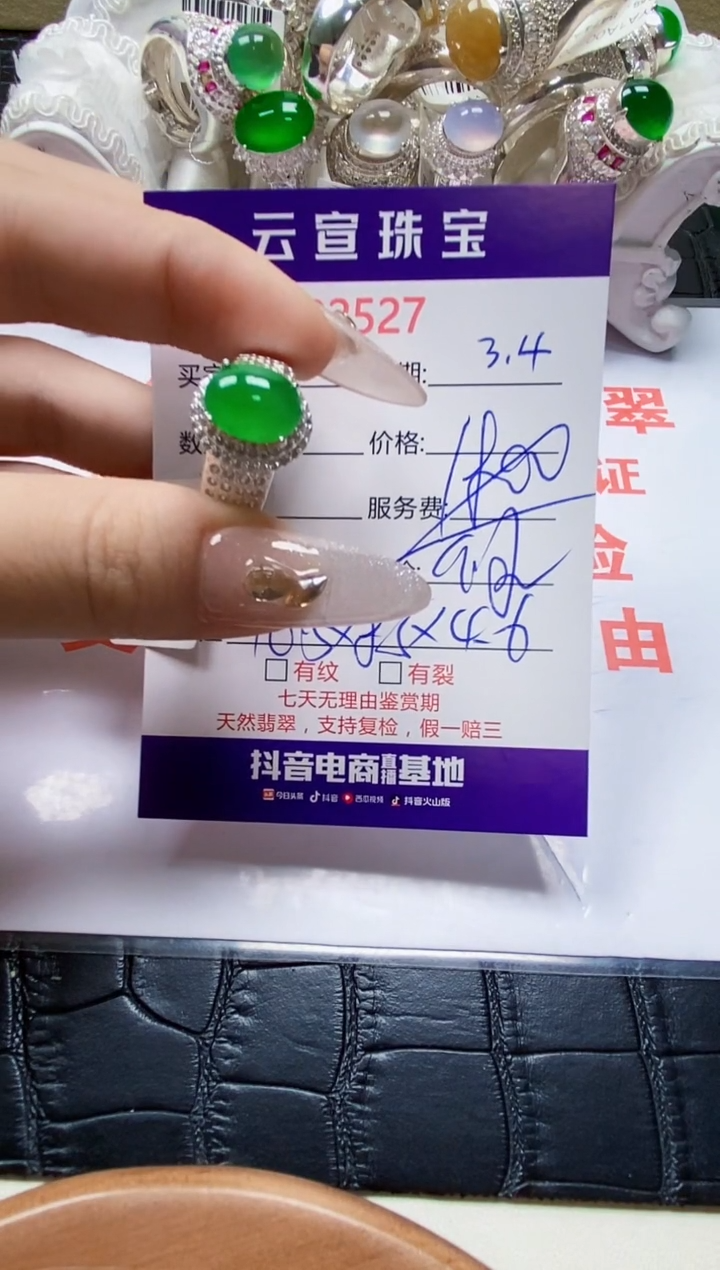 云宣珠宝
3527
买 期: 3.4
数 价格:
服务费:
×4.6
□有纹 □有裂
七天无理由鉴赏期
天然翡翠，支持复检，假一赔三
抖音电商直播基地
今日头条 抖音 西瓜视频 抖音火山版
翠
证
由